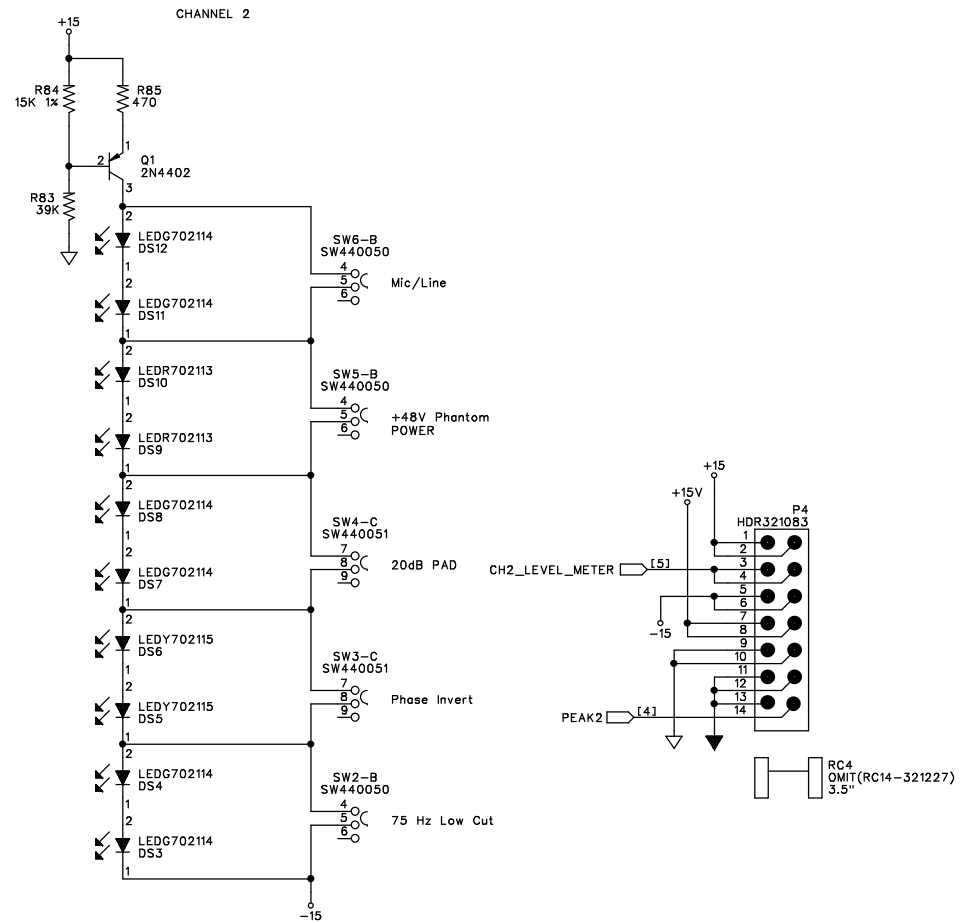 CHANNEL 2
+15
R84
15K 1%
R85
470
1
2
Q1
2N4402
3
R83
39K
2
LEDG702114
DS12
1
2
LEDG702114
DS11
1
2
LEDR702113
DS10
1
2
LEDR702113
DS9
1
2
LEDG702114
DS8
1
2
LEDG702114
DS7
1
2
LEDY702115
DS6
1
2
LEDY702115
DS5
1
2
LEDG702114
DS4
1
2
LEDG702114
DS3
1
-15
SW6-B
SW440050
4
5
6
Mic/Line
SW5-B
SW440050
4
5
6
+48V Phantom
POWER
SW4-C
SW440051
7
8
9
20dB PAD
SW3-C
SW440051
7
8
9
Phase Invert
SW2-B
SW440050
4
5
6
75 Hz Low Cut
+15
+15V
P4
HDR321083
1
2
3
4
5
6
7
8
9
10
11
12
13
14
CH2_LEVEL_METER
[5]
-15
PEAK2
[4]
RC4
OMIT(RC14-321227)
3.5"